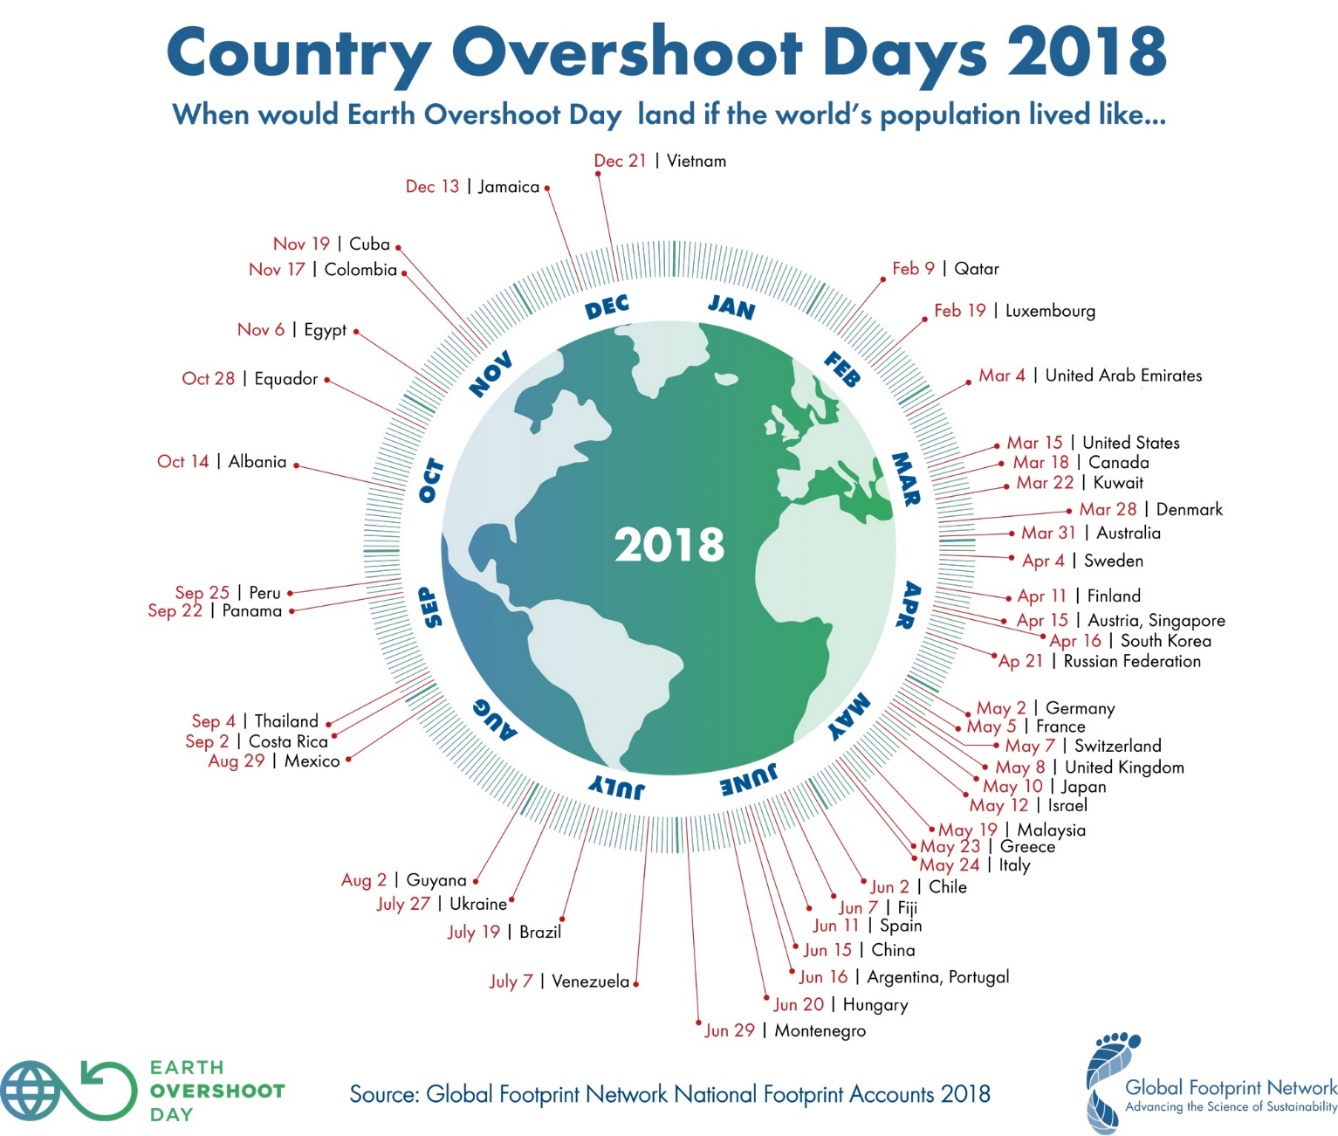 Country Overshoot Days 2018
When would Earth Overshoot Day land if the world's population lived like...
Dec 21 | Vietnam
Dec 13 | Jamaica
Nov 19 | Cuba
Nov 17 | Colombia
Nov 6 | Egypt
Oct 28 | Equador
Oct 14 | Albania
Sep 25 | Peru
Sep 22 | Panama
Sep 4 | Thailand
Sep 2 | Costa Rica
Aug 29 | Mexico
Aug 2 | Guyana
July 27 | Ukraine
July 19 | Brazil
July 7 | Venezuela
Feb 9 | Qatar
Feb 19 | Luxembourg
Mar 4 | United Arab Emirates
Mar 15 | United States
Mar 18 | Canada
Mar 22 | Kuwait
Mar 28 | Denmark
Mar 31 | Australia
Apr 4 | Sweden
Apr 11 | Finland
Apr 15 | Austria, Singapore
Apr 16 | South Korea
Ap 21 | Russian Federation
May 2 | Germany
May 5 | France
May 7 | Switzerland
May 8 | United Kingdom
May 10 | Japan
May 12 | Israel
May 19 | Malaysia
May 23 | Greece
May 24 | Italy
Jun 2 | Chile
Jun 7 | Fiji
Jun 11 | Spain
Jun 15 | China
Jun 16 | Argentina, Portugal
Jun 20 | Hungary
Jun 29 | Montenegro
JAN
FEB
MAR
APR
MAY
JUNE
JULY
AUG
SEP
OCT
NOV
DEC
2018
EARTH
OVERSHOOT
DAY
Source: Global Footprint Network National Footprint Accounts 2018
Global Footprint Network
Advancing the Science of Sustainability